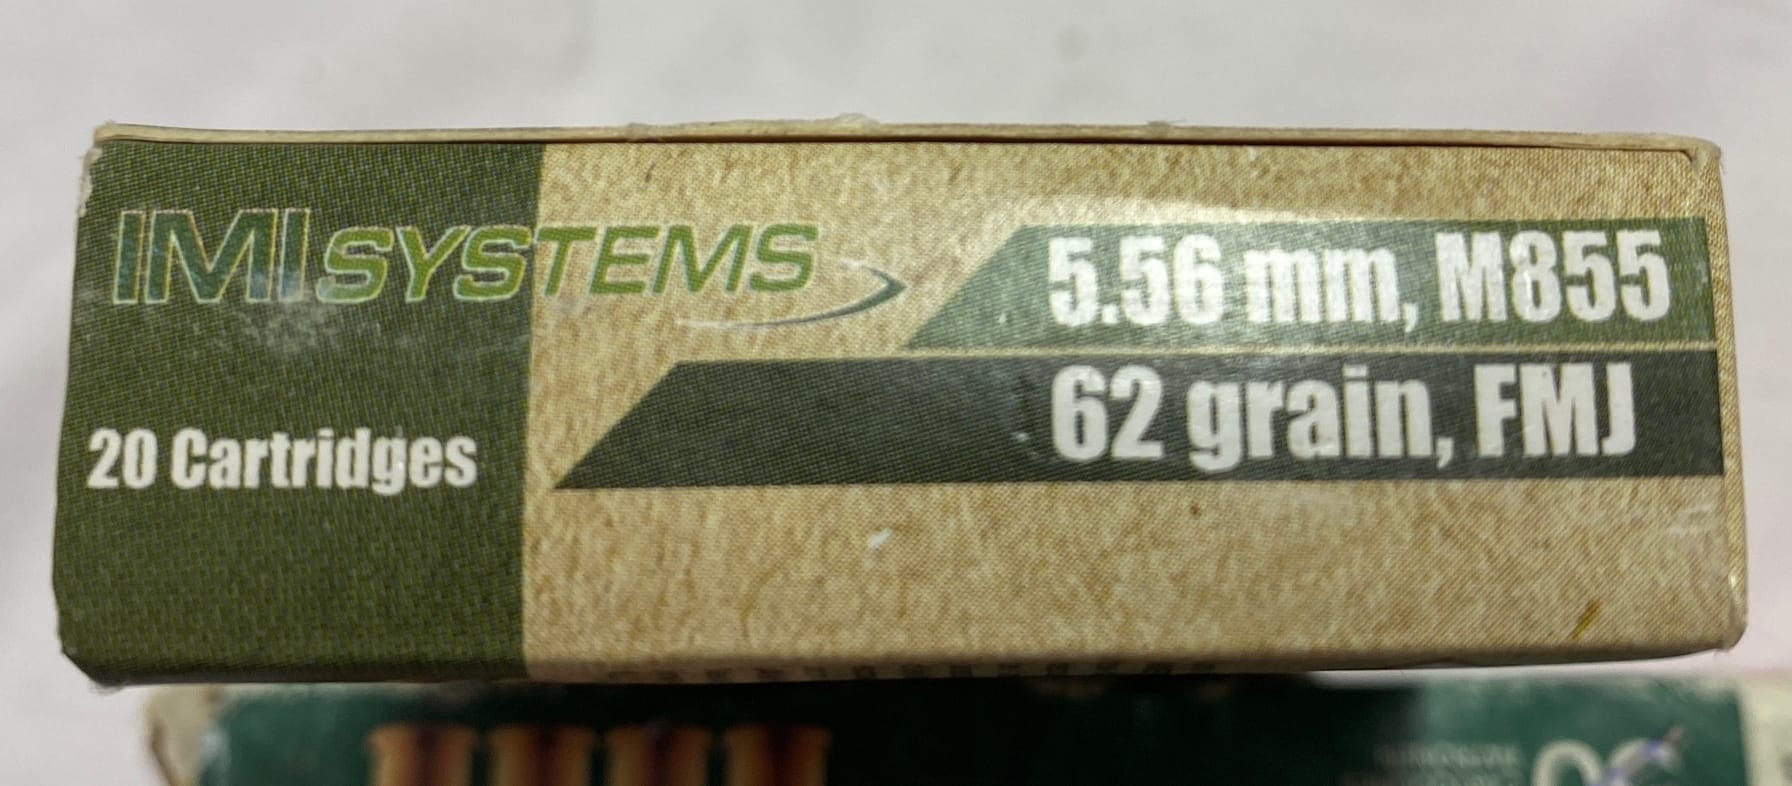 IMI SYSTEMS
5.56 mm, M855
62 grain, FMJ
20 Cartridges